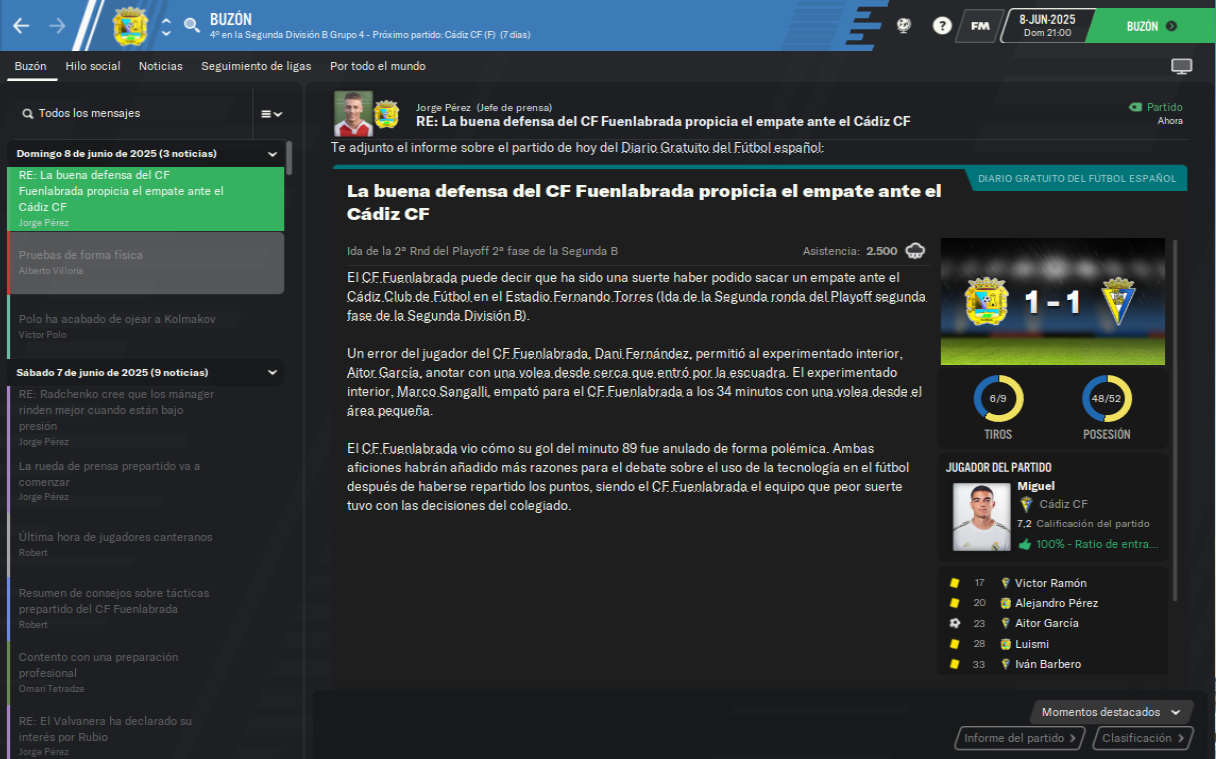 BUZÓN
4º en la Segunda División B Grupo 4 - Próximo partido: Cádiz CF (F) (7 días)
?
FM
8-JUN-2025
Dom 21:00
BUZÓN
Buzón Hilo social Noticias Seguimiento de ligas Por todo el mundo
Todos los mensajes
Domingo 8 de junio de 2025 (3 noticias)
RE: La buena defensa del CF
Fuenlabrada propicia el empate ante el
Cádiz CF
Jorge Pérez
Pruebas de forma física
Alberto Villoria
Polo ha acabado de ojear a Kolmakov
Victor Polo
Sábado 7 de junio de 2025 (9 noticias)
RE: Radchenko cree que los mánager
rinden mejor cuando están bajo
presión
Jorge Pérez
La rueda de prensa prepartido va a
comenzar
Jorge Pérez
Última hora de jugadores canteranos
Robert
Resumen de consejos sobre tácticas
prepartido del CF Fuenlabrada
Robert
Contento con una preparación
profesional
Omari Tetradze
RE: El Valvanera ha declarado su
interés por Rubio
Jorge Pérez
Jorge Pérez (Jefe de prensa)
RE: La buena defensa del CF Fuenlabrada propicia el empate ante el Cádiz CF
Partido
Ahora
Te adjunto el informe sobre el partido de hoy del Diario Gratuito del Fútbol español:
DIARIO GRATUITO DEL FÚTBOL ESPAÑOL
La buena defensa del CF Fuenlabrada propicia el empate ante el
Cádiz CF
Ida de la 2ª Rnd del Playoff 2ª fase de la Segunda B
Asistencia: 2.500
El CF Fuenlabrada puede decir que ha sido una suerte haber podido sacar un empate ante el
Cádiz Club de Fútbol en el Estadio Fernando Torres (Ida de la Segunda ronda del Playoff segunda
fase de la Segunda División B).
Un error del jugador del CF Fuenlabrada, Dani Fernández, permitió al experimentado interior,
Aitor García, anotar con una volea desde cerca que entró por la escuadra. El experimentado
interior, Marco Sangalli, empató para el CF Fuenlabrada a los 34 minutos con una volea desde el
área pequeña.
El CF Fuenlabrada vio cómo su gol del minuto 89 fue anulado de forma polémica. Ambas
aficiones habrán añadido más razones para el debate sobre el uso de la tecnología en el fútbol
después de haberse repartido los puntos, siendo el CF Fuenlabrada el equipo que peor suerte
tuvo con las decisiones del colegiado.
1 - 1
6/9
48/52
TIROS
POSESIÓN
JUGADOR DEL PARTIDO
Miguel
Cádiz CF
7,2 Calificación del partido
100% - Ratio de entra...
17 Victor Ramón
20 Alejandro Pérez
23 Aitor García
28 Luismi
33 Iván Barbero
Momentos destacados
Informe del partido
Clasificación